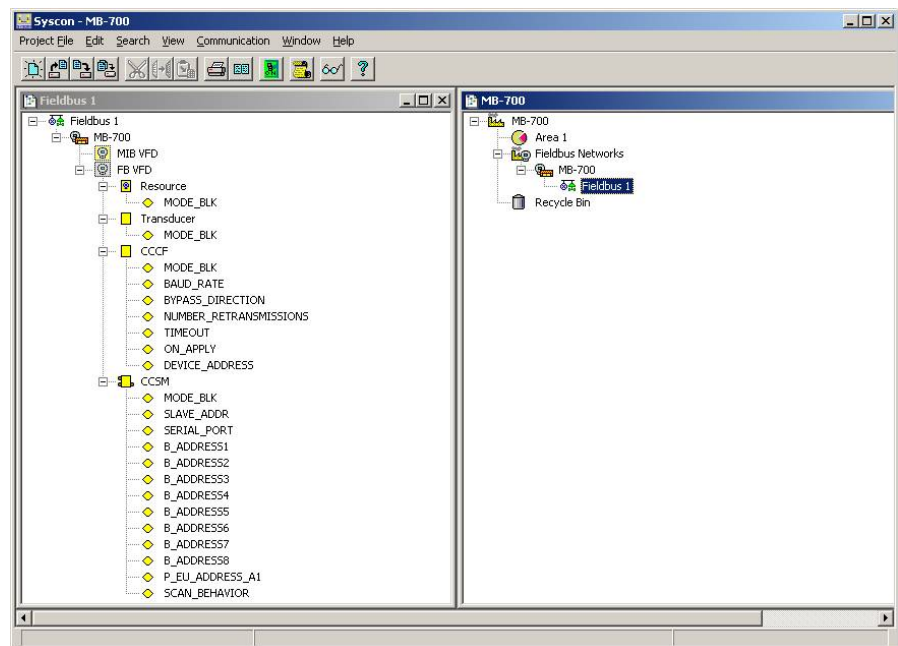 Syscon - MB-700
Project File Edit Search View Communication Window Help
Fieldbus 1
Fieldbus 1
MB-700
MIB VFD
FB VFD
Resource
MODE_BLK
Transducer
MODE_BLK
CCCF
MODE_BLK
BAUD_RATE
BYPASS_DIRECTION
NUMBER_RETRANSMISSIONS
TIMEOUT
ON_APPLY
DEVICE_ADDRESS
CCSM
MODE_BLK
SLAVE_ADDR
SERIAL_PORT
B_ADDRESS1
B_ADDRESS2
B_ADDRESS3
B_ADDRESS4
B_ADDRESS5
B_ADDRESS6
B_ADDRESS7
B_ADDRESS8
P_EU_ADDRESS_A1
SCAN_BEHAVIOR
MB-700
MB-700
Area 1
Fieldbus Networks
MB-700
Fieldbus 1
Recycle Bin